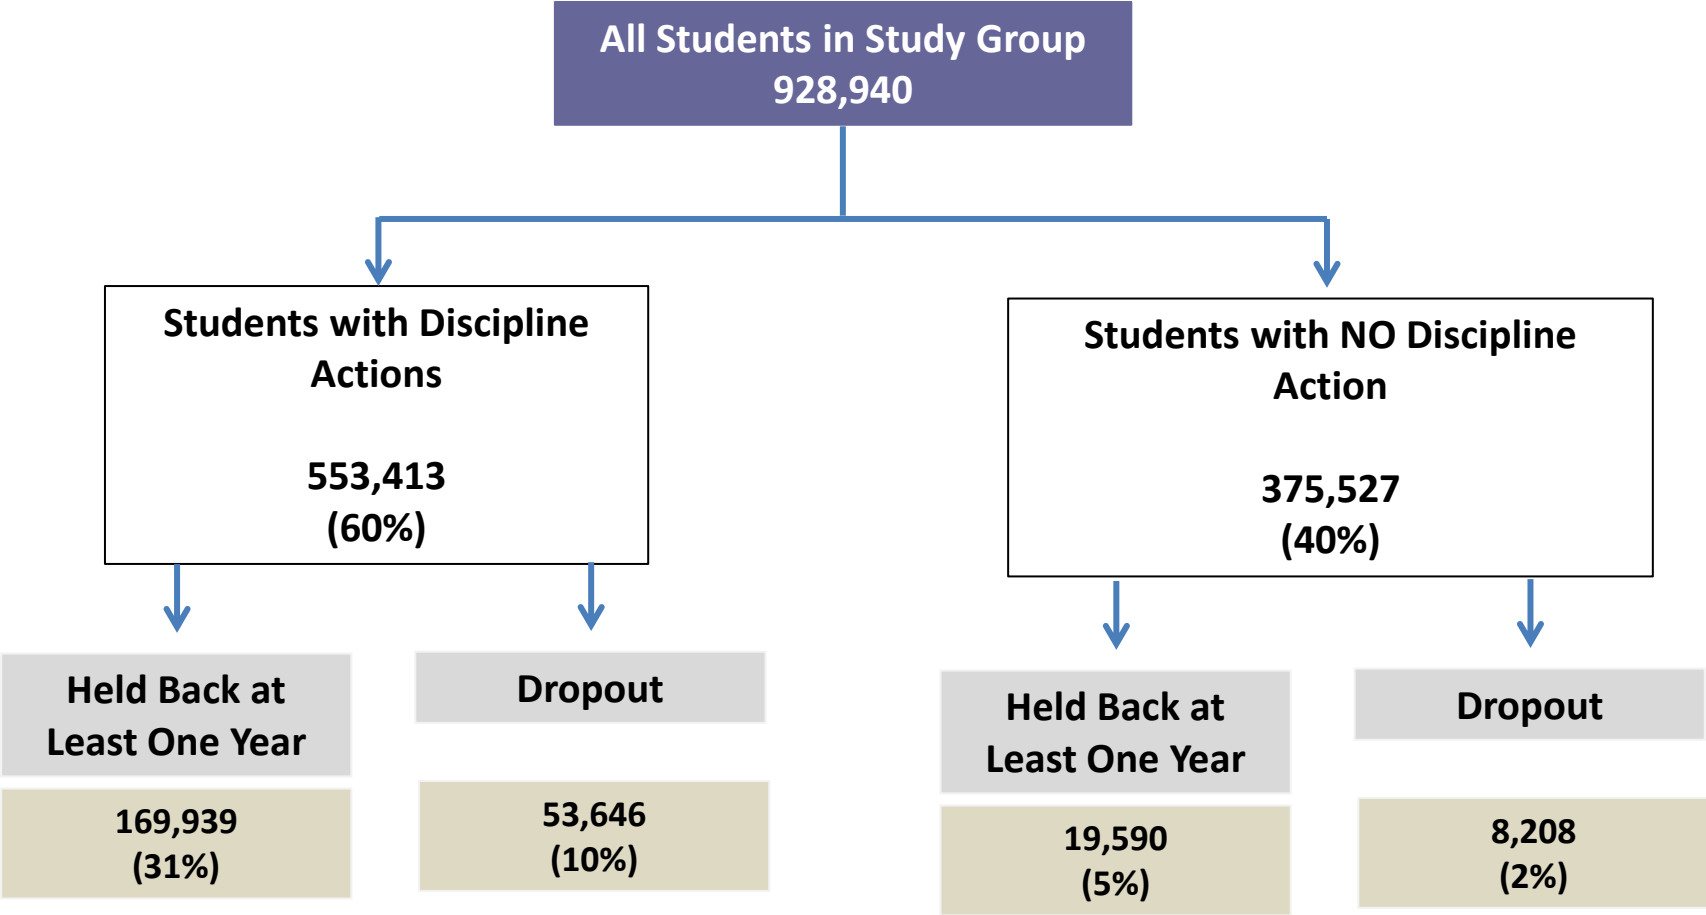 All Students in Study Group
928,940
Students with Discipline
Actions
553,413
(60%)
Students with NO Discipline
Action
375,527
(40%)
Held Back at
Least One Year
169,939
(31%)
Dropout
53,646
(10%)
Held Back at
Least One Year
19,590
(5%)
Dropout
8,208
(2%)